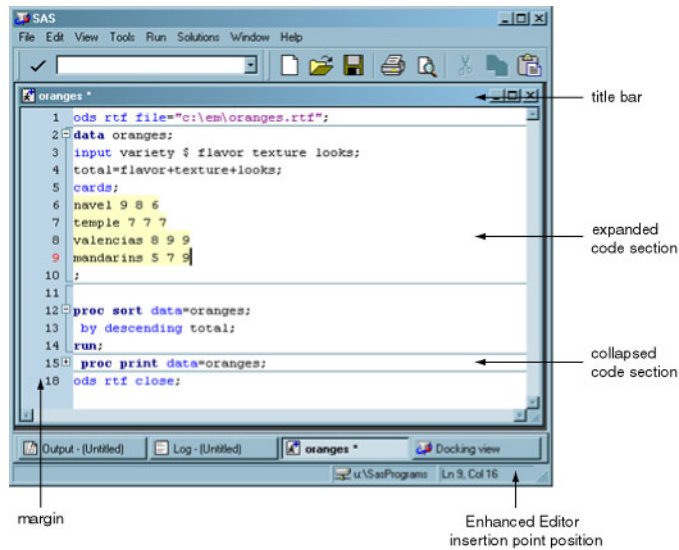 SAS
File Edit View Tools Run Solutions Window Help
oranges *
title bar
1 ods rtf file="c:\em\oranges.rtf";
2 data oranges;
3 input variety $ flavor texture looks;
4 total=flavor+texture+looks;
5 cards;
6 navel 9 8 6
7 temple 7 7 7
8 valencias 8 9 9
9 mandarins 5 7 9
10 ;
expanded
code section
11
12 proc sort data=oranges;
13 by descending total;
14 run;
15 proc print data=oranges;
18 ods rtf close;
collapsed
code section
Output - (Untitled) Log - (Untitled) oranges * Docking view
u:\SasPrograms Ln 9, Col 16
margin
Enhanced Editor
insertion point position